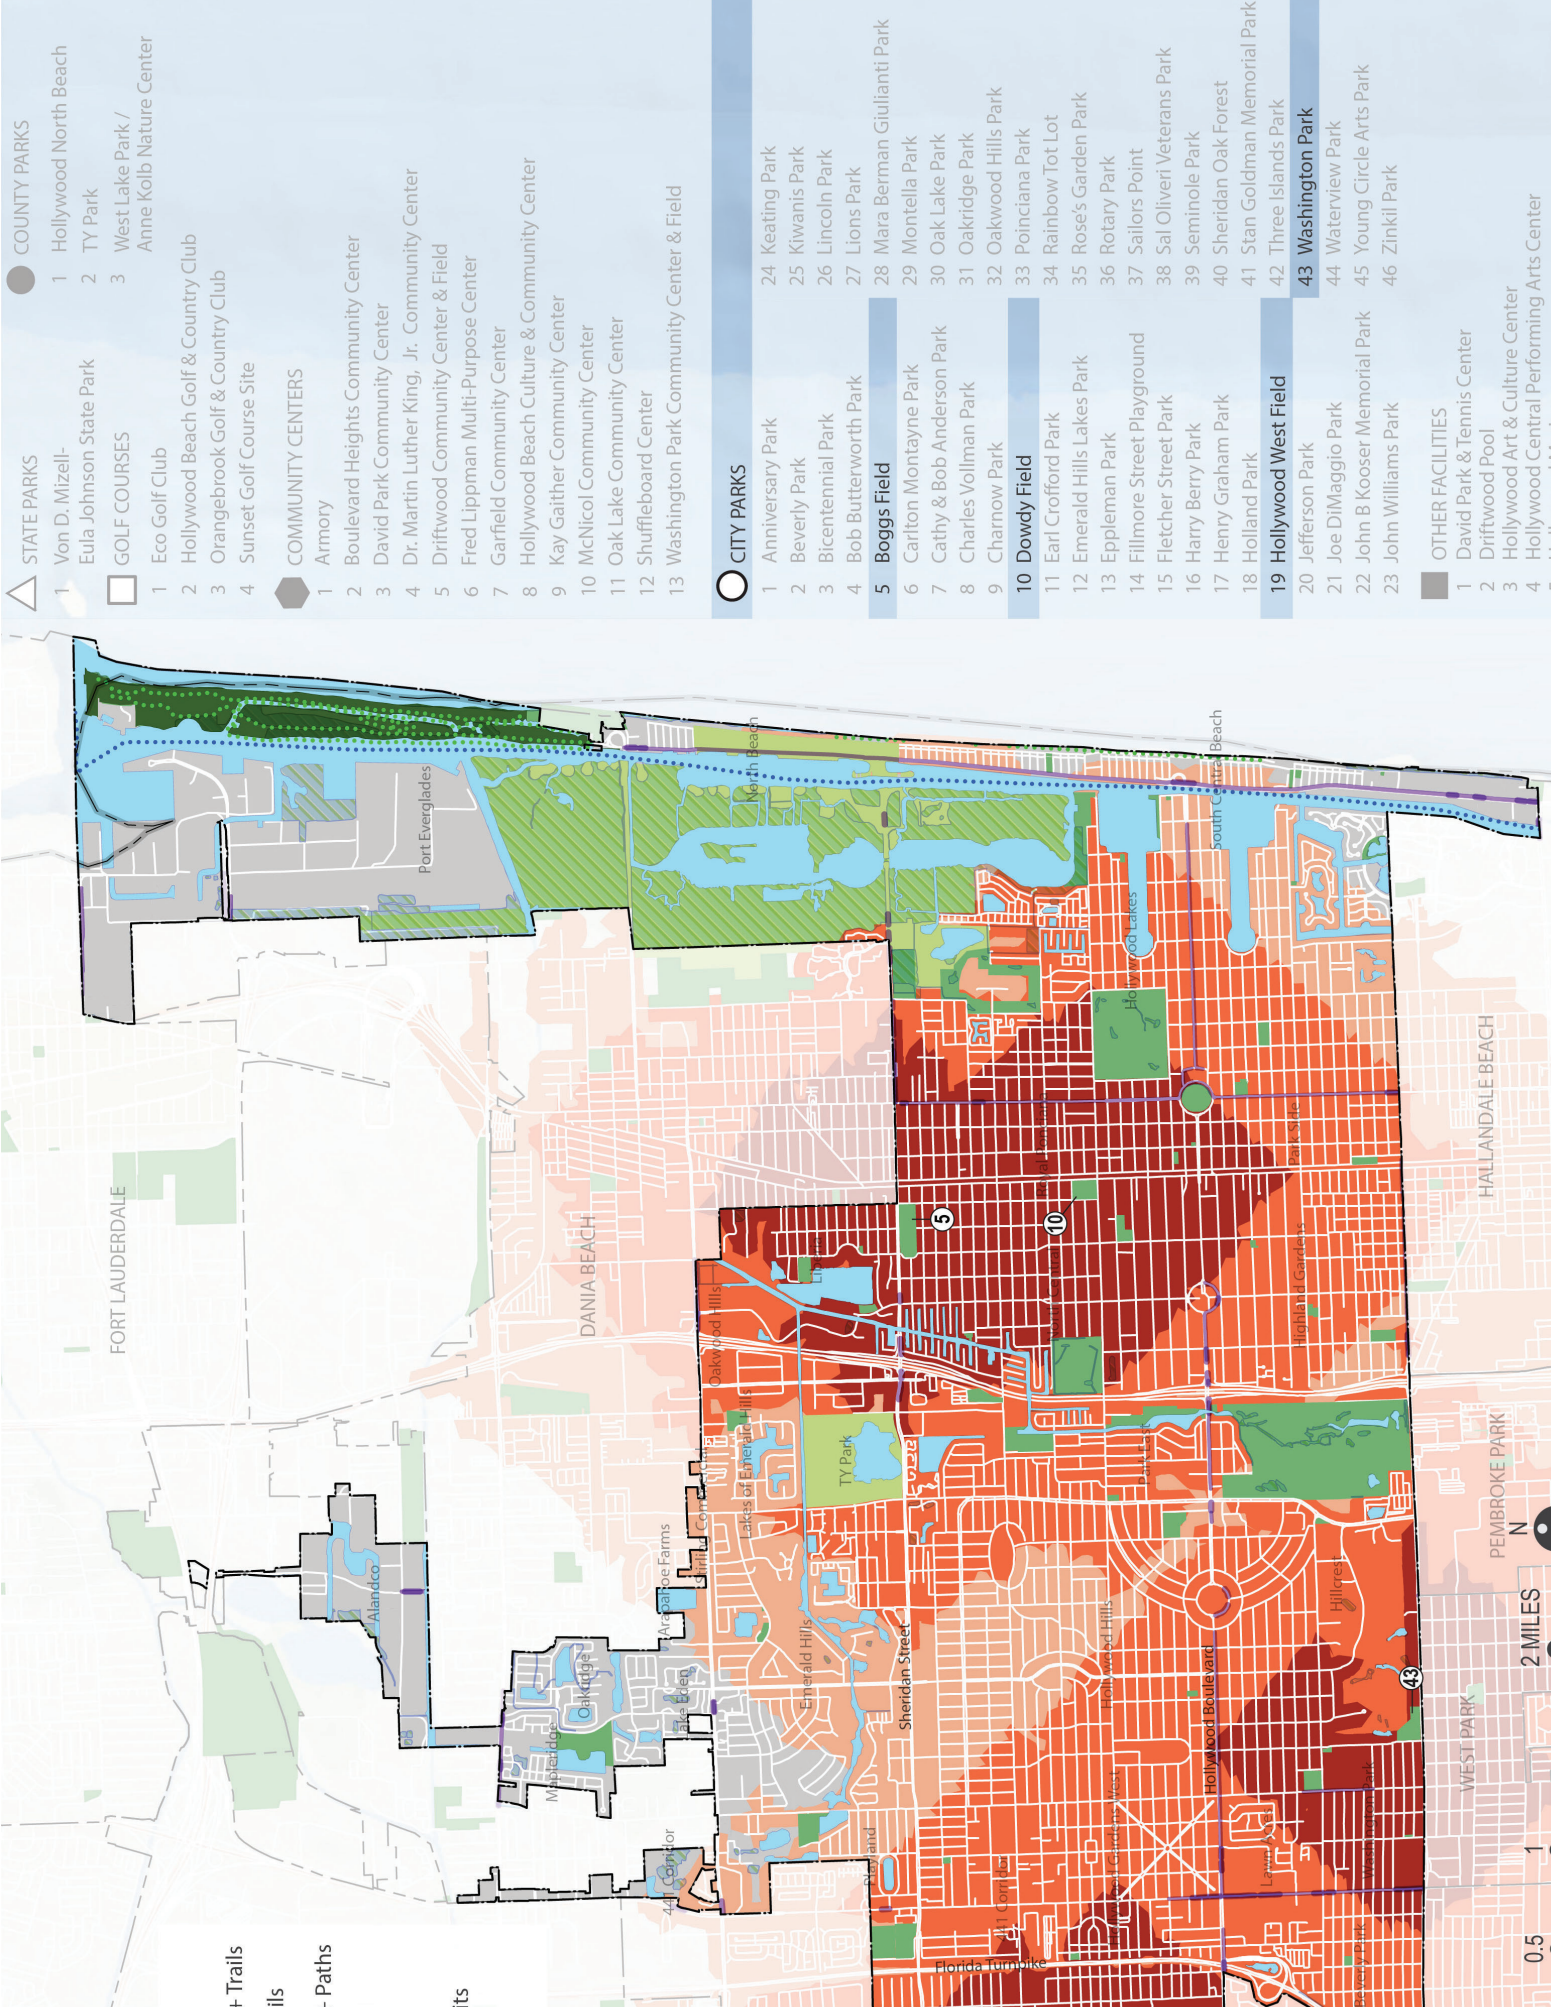 STATE PARKS
1 Von D. Mizell-
Eula Johnson State Park
GOLF COURSES
1 Eco Golf Club
2 Hollywood Beach Golf & Country Club
3 Orangebrook Golf & Country Club
4 Sunset Golf Course Site
COUNTY PARKS
1 Hollywood North Beach
2 TY Park
3 West Lake Park /
Anne Kolb Nature Center
COMMUNITY CENTERS
1 Armory
2 Boulevard Heights Community Center
3 David Park Community Center
4 Dr. Martin Luther King, Jr. Community Center
5 Driftwood Community Center & Field
6 Fred Lippman Multi-Purpose Center
7 Garfield Community Center
8 Hollywood Beach Culture & Community Center
9 Kay Gaither Community Center
10 McNicol Community Center
11 Oak Lake Community Center
12 Shuffleboard Center
13 Washington Park Community Center & Field
CITY PARKS
1 Anniversary Park
2 Beverly Park
3 Bicentennial Park
4 Bob Butterworth Park
5 Boggs Field
6 Carlton Montayne Park
7 Cathy & Bob Anderson Park
8 Charles Vollman Park
9 Charnow Park
10 Dowdy Field
11 Earl Crofford Park
12 Emerald Hills Lakes Park
13 Eppleman Park
14 Fillmore Street Playground
15 Fletcher Street Park
16 Harry Berry Park
17 Henry Graham Park
18 Holland Park
19 Hollywood West Field
20 Jefferson Park
21 Joe DiMaggio Park
22 John B Kooser Memorial Park
23 John Williams Park
24 Keating Park
25 Kiwanis Park
26 Lincoln Park
27 Lions Park
28 Mara Berman Giulianti Park
29 Montella Park
30 Oak Lake Park
31 Oakridge Park
32 Oakwood Hills Park
33 Poinciana Park
34 Rainbow Tot Lot
35 Rose's Garden Park
36 Rotary Park
37 Sailors Point
38 Sal Oliveri Veterans Park
39 Seminole Park
40 Sheridan Oak Forest
41 Stan Goldman Memorial Park
42 Three Islands Park
43 Washington Park
44 Waterview Park
45 Young Circle Arts Park
46 Zinkil Park
OTHER FACILITIES
1 David Park & Tennis Center
2 Driftwood Pool
3 Hollywood Art & Culture Center
4 Hollywood Central Performing Arts Center
FORT LAUDERDALE
DANIA BEACH
Port Everglades
North Beach
South Central Beach
Hollywood Lakes
HALLANDALE BEACH
Royal Poinciana
Park Side
Liberia
North Central
Highland Gardens
Oakwood Hills
Lakes of Emerald Hills
Stirling Commercial
TY Park
Park East
PEMBROKE PARK
Arapahoe Farms
Alandco
Oakridge
Lake Eden
Mapleridge
Emerald Hills
Sheridan Street
Hollywood Hills
Hollywood Boulevard
Hillcrest
WEST PARK
441 Corridor
Playland
441 Corridor
Hollywood Gardens West
Lawn Acres
Washington Park
Florida Turnpike
Beverly Park
5
10
43
+ Trails
ils
- Paths
its
N
0.5 1 2 MILES